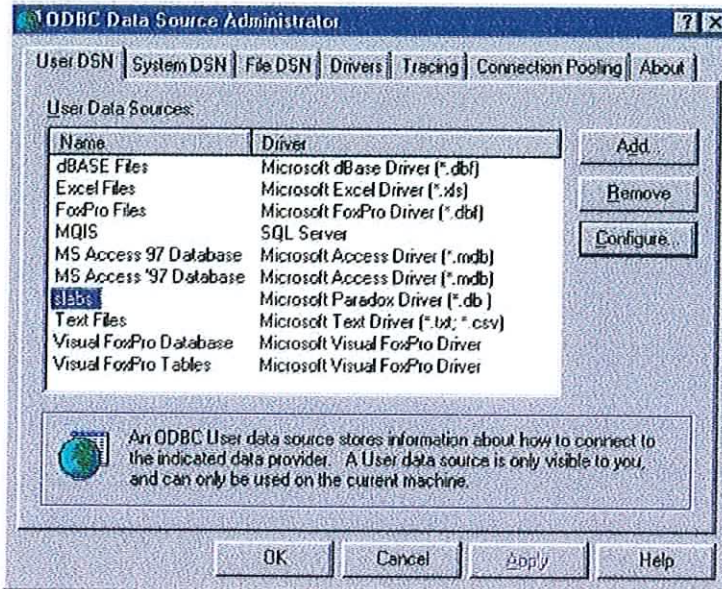 ODBC Data Source Administrator
User DSN System DSN File DSN Drivers Tracing Connection Pooling About
User Data Sources:
Name Driver
dBASE Files Microsoft dBase Driver (*.dbf)
Excel Files Microsoft Excel Driver (*.xls)
FoxPro Files Microsoft FoxPro Driver (*.dbf)
MQIS SQL Server
MS Access 97 Database Microsoft Access Driver (*.mdb)
MS Access '97 Database Microsoft Access Driver (*.mdb)
slabs Microsoft Paradox Driver (*.db )
Text Files Microsoft Text Driver (*.txt; *.csv)
Visual FoxPro Database Microsoft Visual FoxPro Driver
Visual FoxPro Tables Microsoft Visual FoxPro Driver
Add...
Remove
Configure...
An ODBC User data source stores information about how to connect to
the indicated data provider. A User data source is only visible to you,
and can only be used on the current machine.
OK Cancel Apply Help